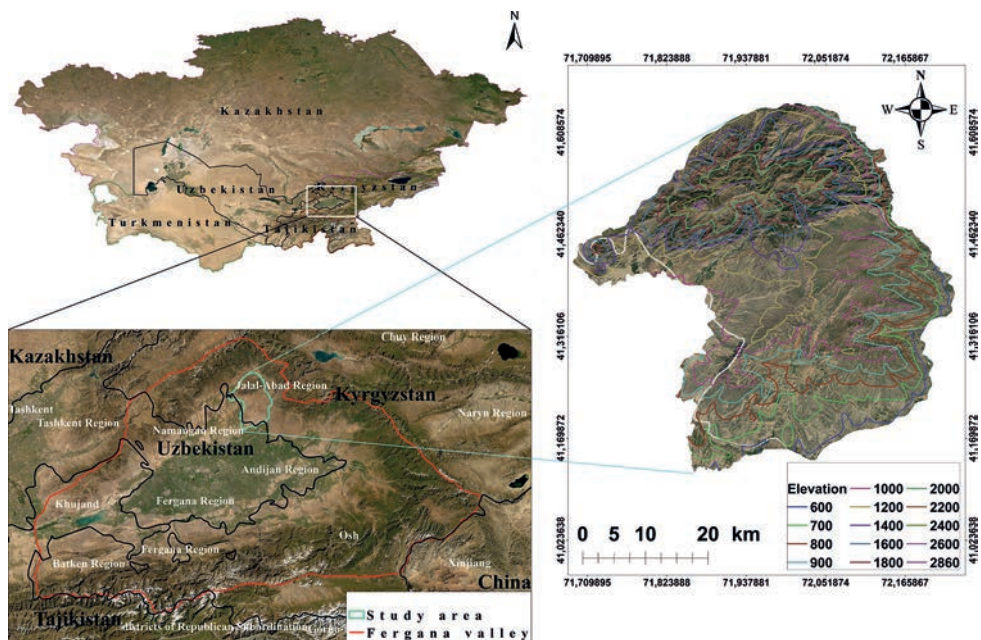 N
Kazakhstan
Uzbekistan
Kyrgyzstan
Turkmenistan
Tajikistan
Kazakhstan
Chuy Region
Jalal-Abad Region
Kyrgyzstan
Tashkent
Tashkent Region
Naryn Region
Namangan Region
Uzbekistan
Andijan Region
Khujand
Fergana Region
Osh
Fergana Region
Batken Region
Xinjiang
China
Tajikistan
districts of Republican Subordination
Study area
Fergana valley
71,709895 71,823888 71,937881 72,051874 72,165867
N
W E
S
41,608574 41,608574
41,462340 41,462340
41,316106 41,316106
41,169872 41,169872
41,023638 41,023638
Elevation 1000 2000
600 1200 2200
700 1400 2400
800 1600 2600
900 1800 2860
0 5 10 20 km
71,709895 71,823888 71,937881 72,051874 72,165867